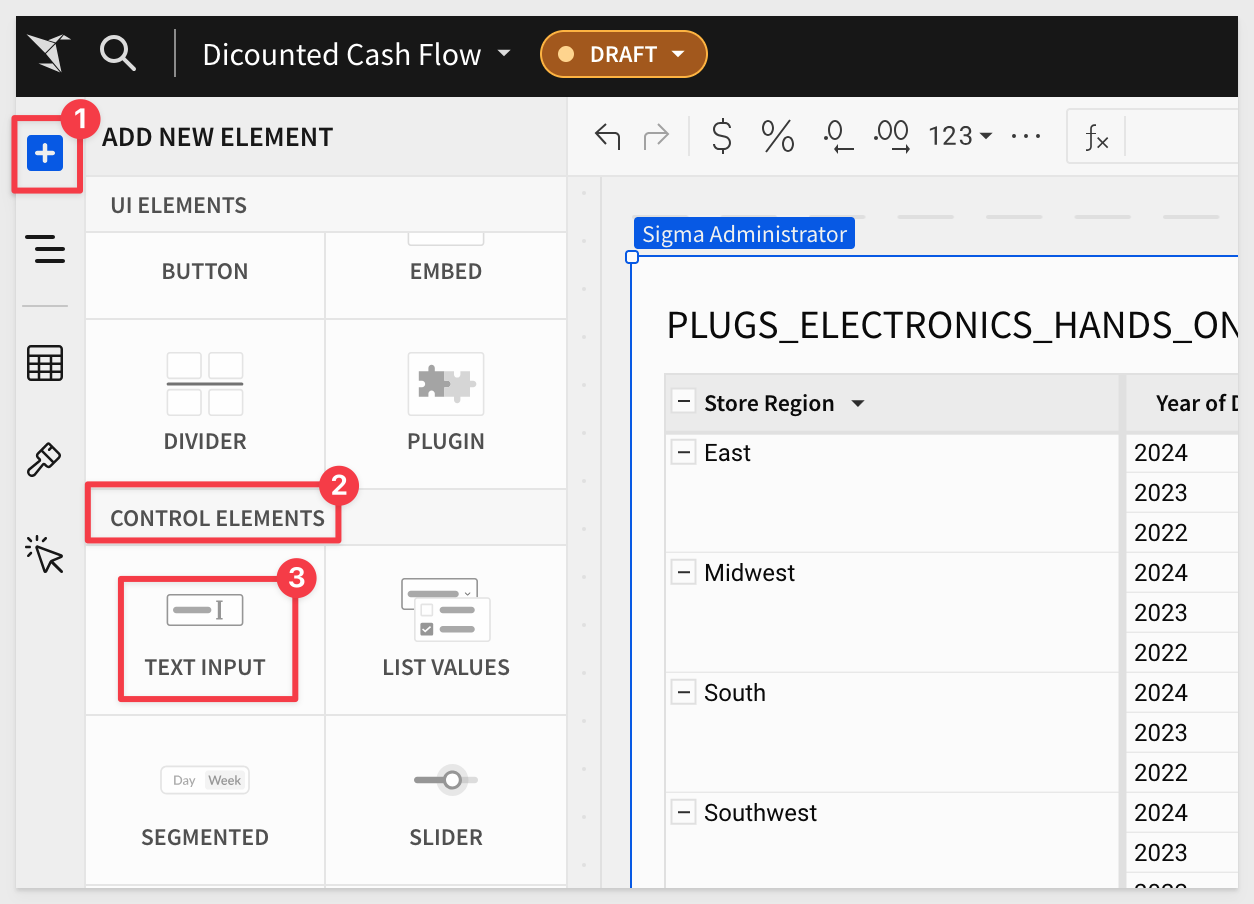 Dicounted Cash Flow
DRAFT
1
ADD NEW ELEMENT
$ % .0 .00 123 ... fx
UI ELEMENTS
BUTTON
EMBED
DIVIDER
PLUGIN
2
CONTROL ELEMENTS
3
TEXT INPUT
LIST VALUES
Day Week
SEGMENTED
SLIDER
Sigma Administrator
PLUGS_ELECTRONICS_HANDS_ON
Store Region Year of D
East 2024
2023
2022
Midwest 2024
2023
2022
South 2024
2023
2022
Southwest 2024
2023